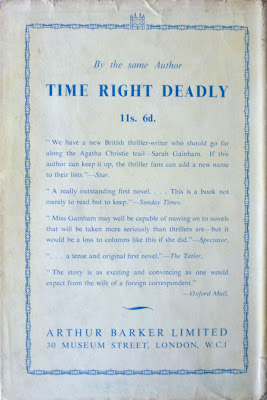 By the same Author
TIME RIGHT DEADLY
11s. 6d.
“ We have a new British thriller-writer who should go far
along the Agatha Christie trail—Sarah Gainham. If this
author can keep it up, the thriller fans can add a new name
to their lists.”—Star.
“ A really outstanding first novel. . . . This is a book not
merely to read but to keep.”—Sunday Times.
“ Miss Gainham may well be capable of moving on to novels
that will be taken more seriously than thrillers are—but it
would be a loss to columns like this if she did.”—Spectator.
“. . . a tense and original first novel.”—The Tatler.
“ The story is as exciting and convincing as one would
expect from the wife of a foreign correspondent.”
—Oxford Mail.
ARTHUR BARKER LIMITED
30 MUSEUM STREET, LONDON, W.C.1